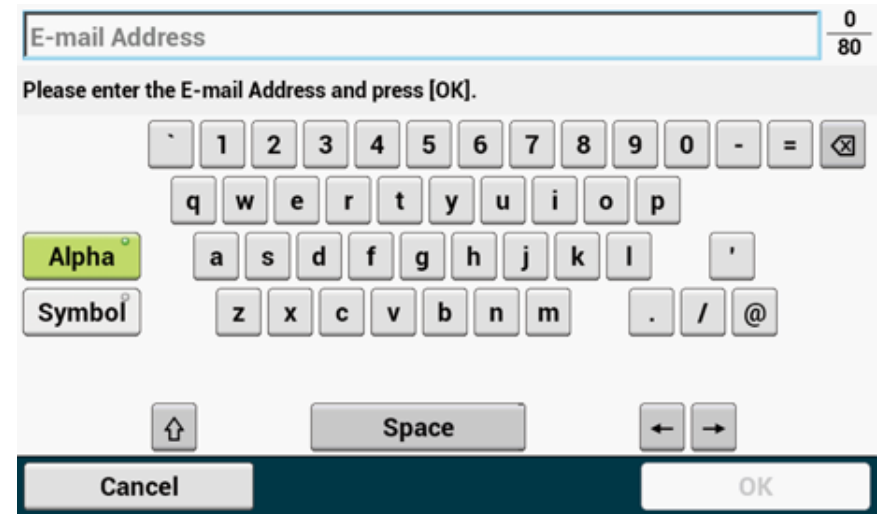 E-mail Address
0
80
Please enter the E-mail Address and press [OK].
` 1 2 3 4 5 6 7 8 9 0 - =
q w e r t y u i o p
Alpha a s d f g h j k l '
Symbol z x c v b n m . / @
Space ← →
Cancel OK